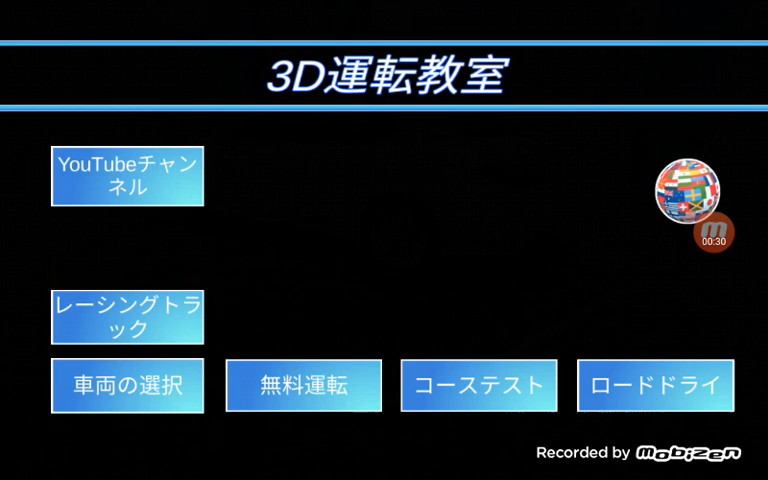 3D運転教室
YouTubeチャン
ネル
00:30
レーシングトラ
ック
車両の選択
無料運転
コーステスト
ロードドライ
Recorded by Mobizen